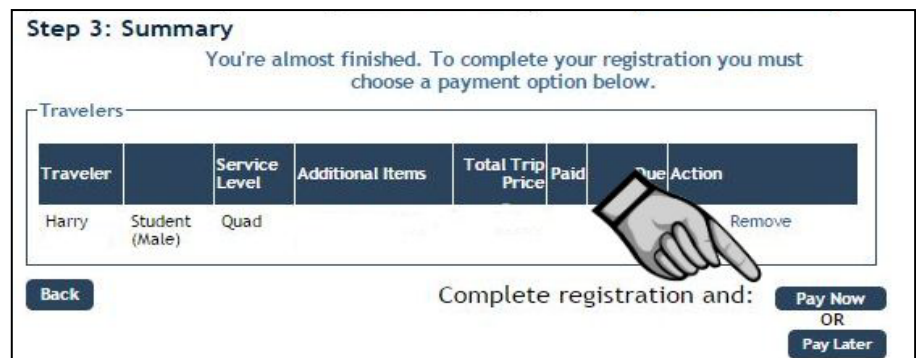 Step 3: Summary
You're almost finished. To complete your registration you must
choose a payment option below.
Travelers
Traveler Service Level Additional Items Total Trip Price Paid Due Action
Harry Student (Male) Quad Remove
Back Complete registration and: Pay Now
OR
Pay Later